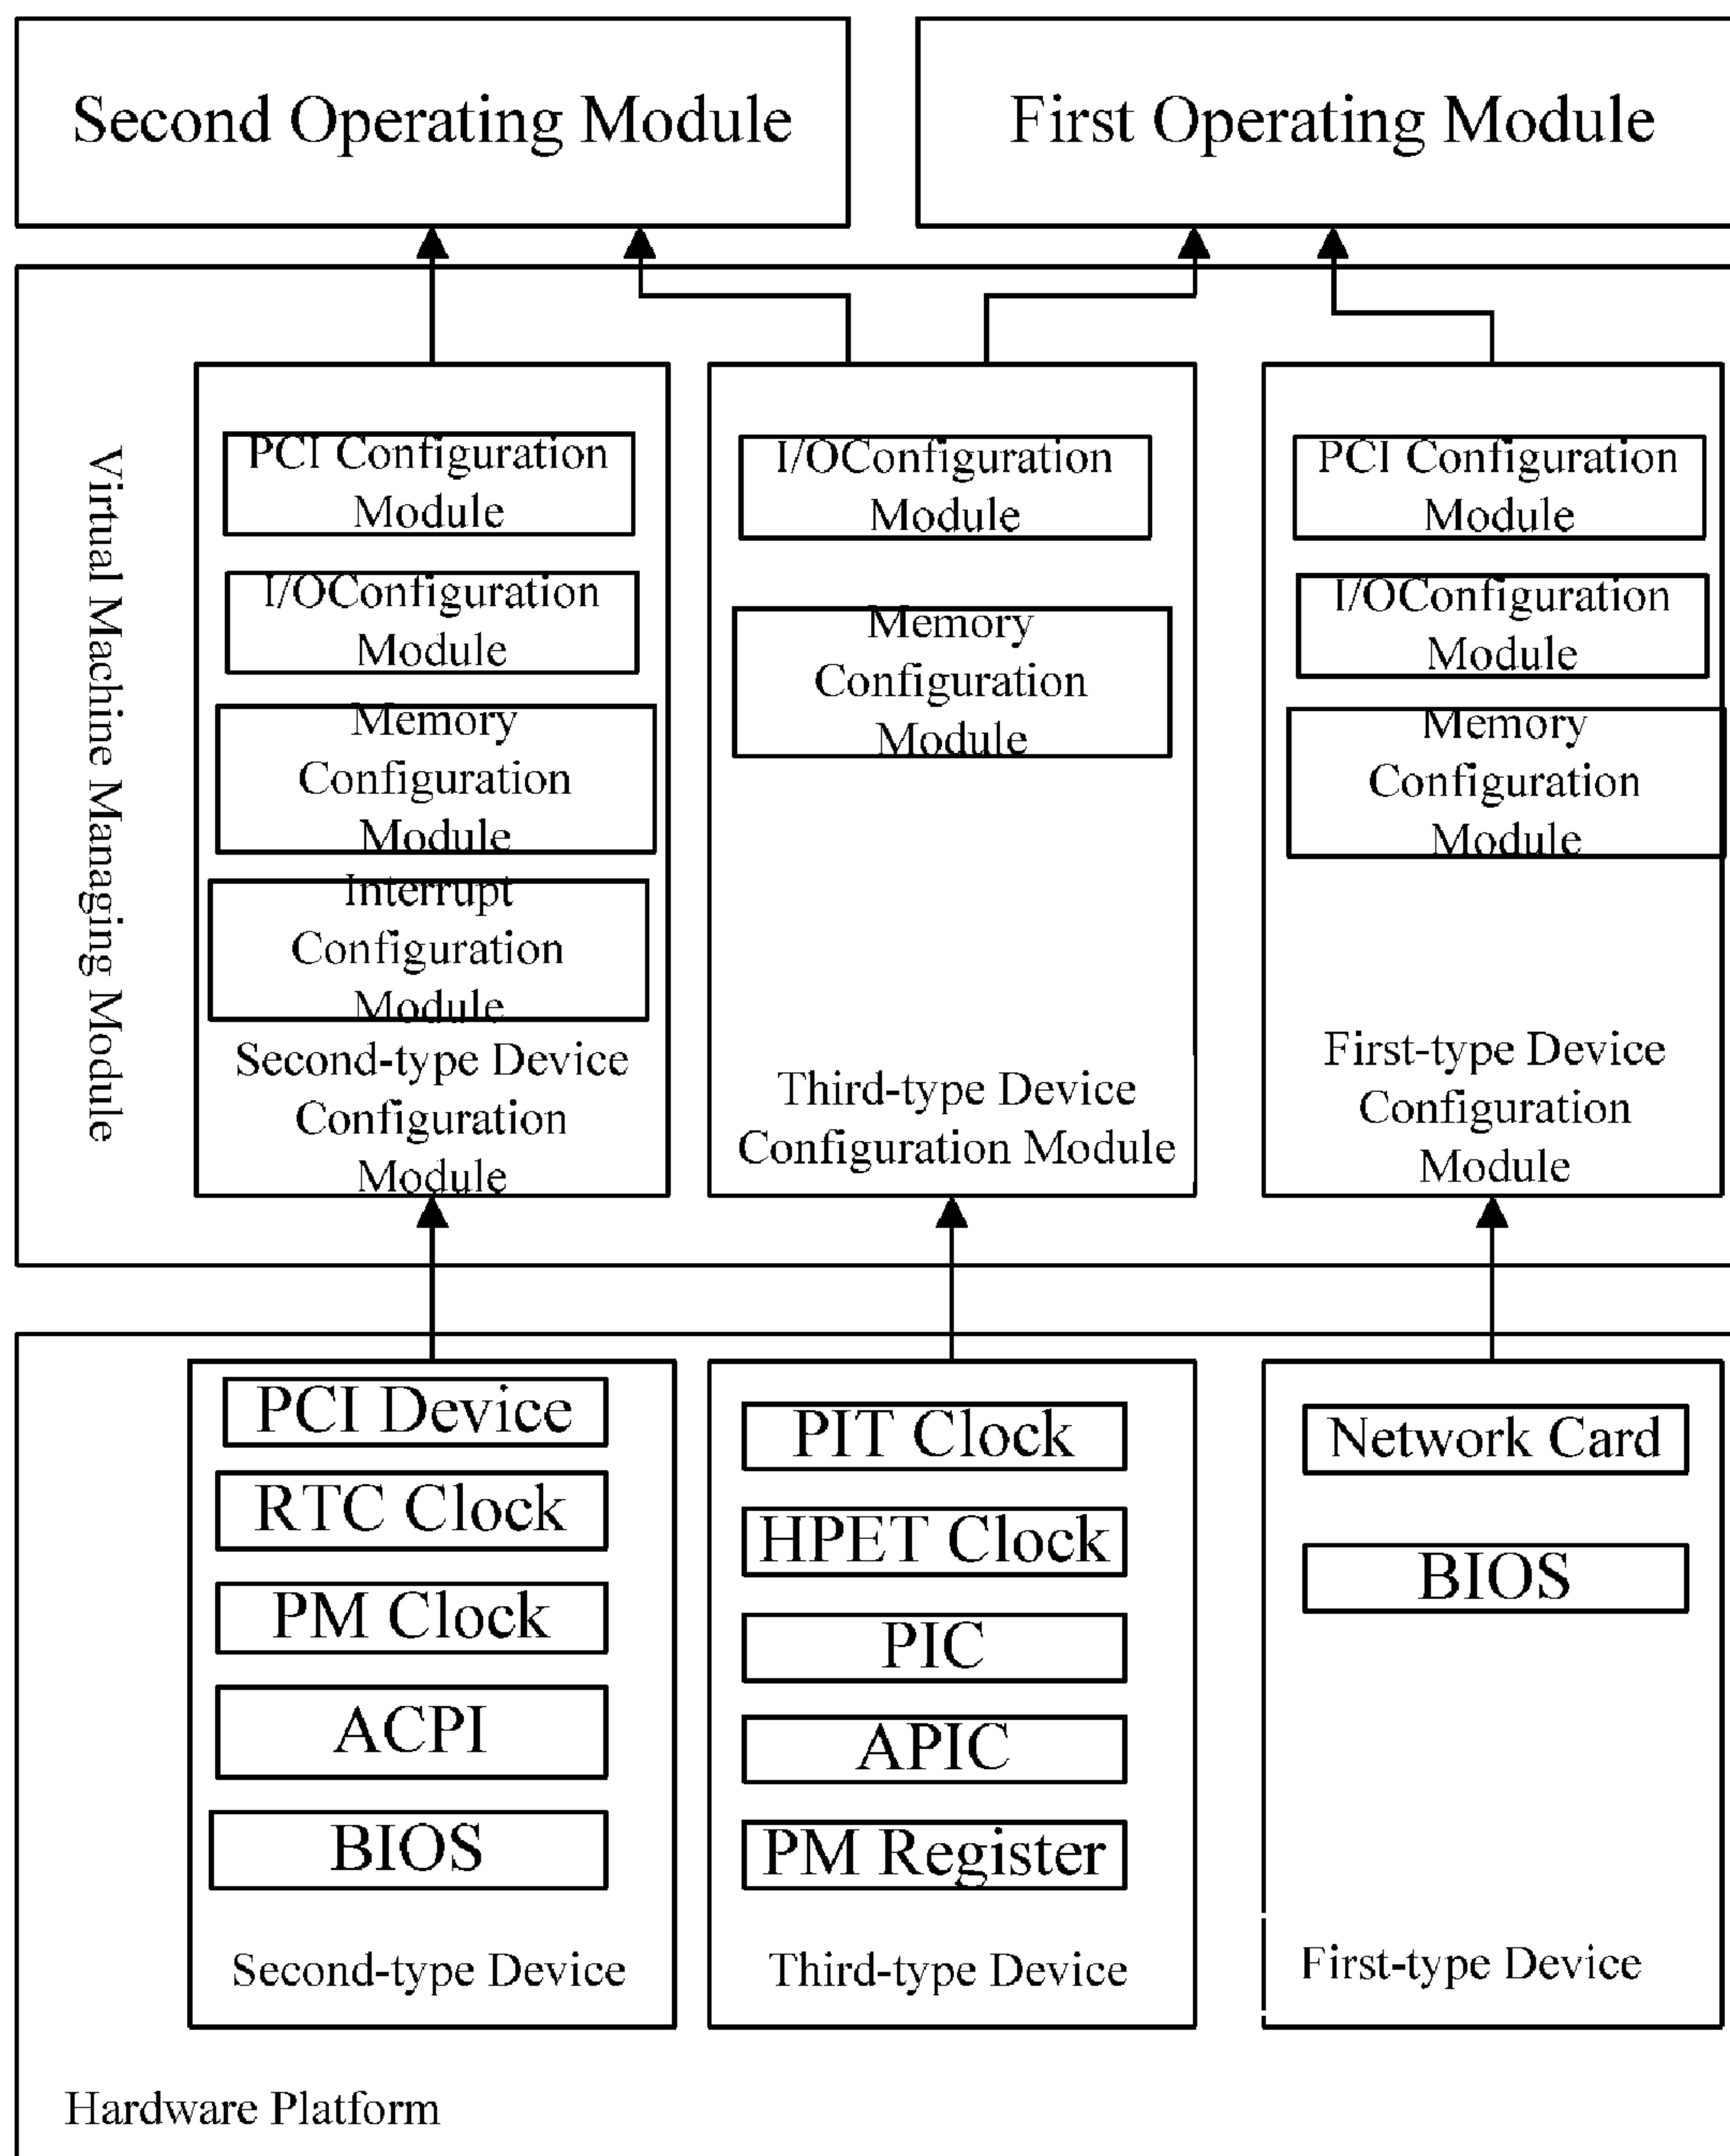 Second Operating Module
First Operating Module
Virtual Machine Managing Module
PCI Configuration
Module
I/OConfiguration
Module
Memory
Configuration
Module
Interrupt
Configuration
Module
Second-type Device
Configuration
Module
I/OConfiguration
Module
Memory
Configuration
Module
Third-type Device
Configuration Module
PCI Configuration
Module
I/OConfiguration
Module
Memory
Configuration
Module
First-type Device
Configuration
Module
PCI Device
RTC Clock
PM Clock
ACPI
BIOS
Second-type Device
PIT Clock
HPET Clock
PIC
APIC
PM Register
Third-type Device
Network Card
BIOS
First-type Device
Hardware Platform